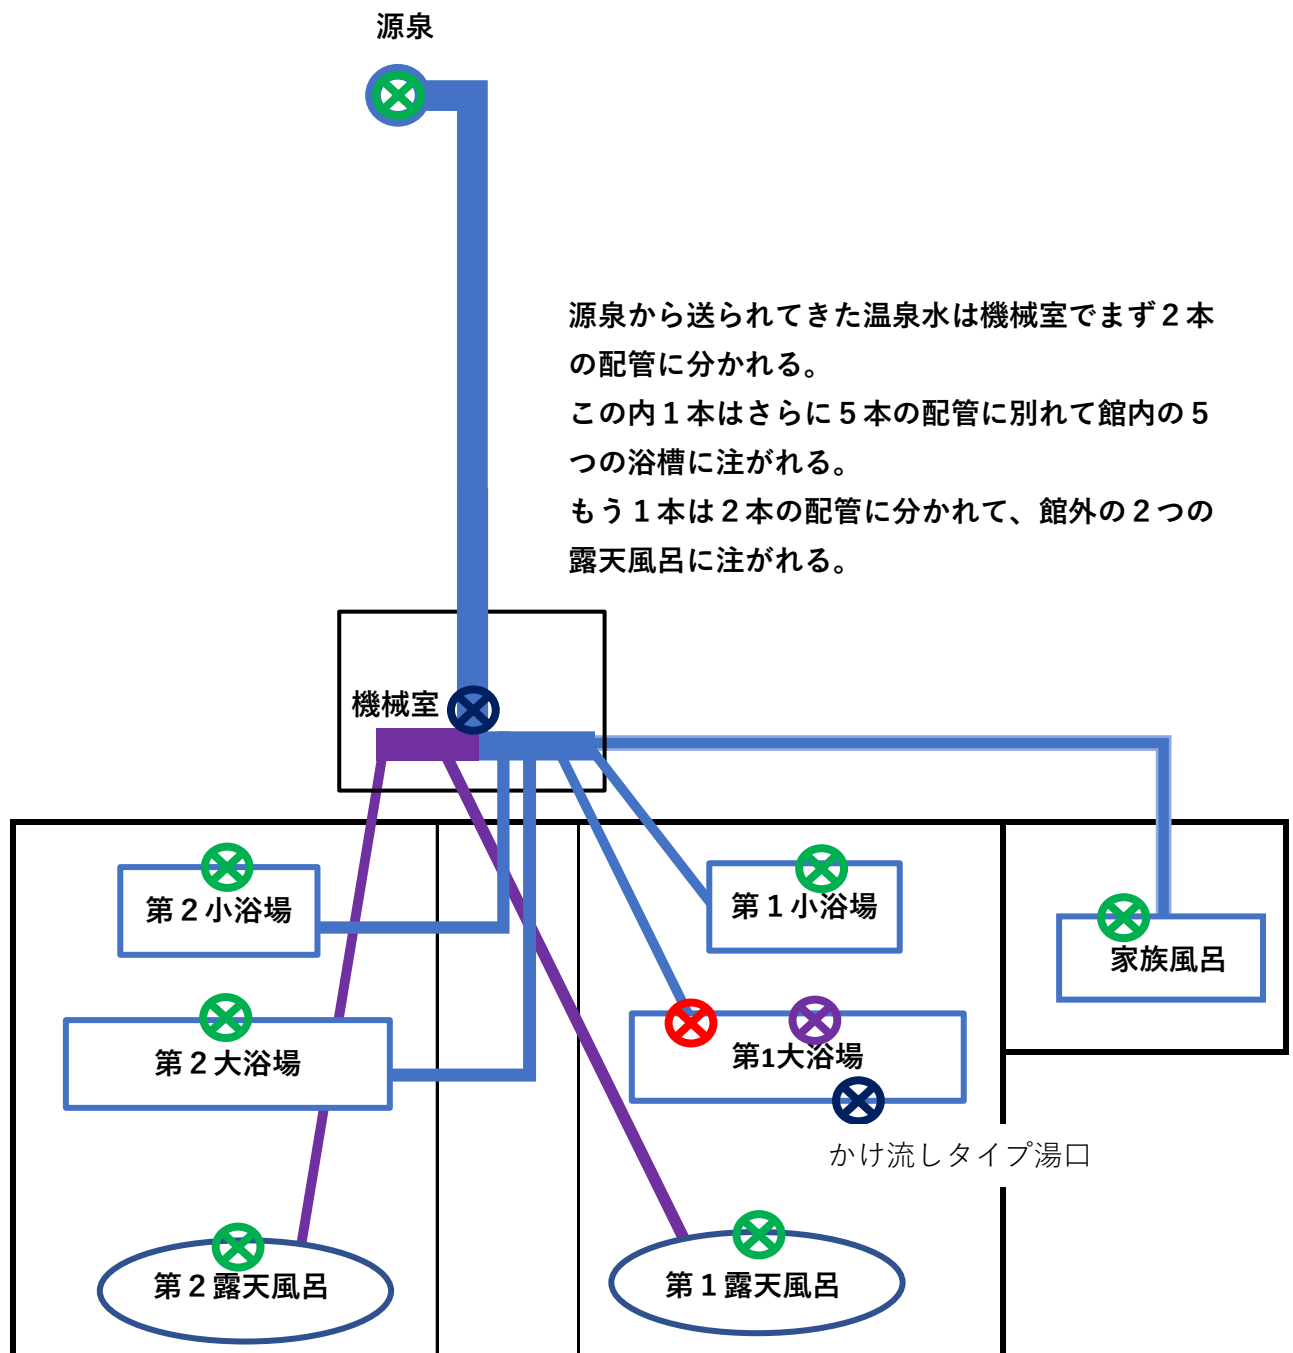 源泉
源泉から送られてきた温泉水は機械室でまず２本
の配管に分かれる。
この内１本はさらに５本の配管に別れて館内の５
つの浴槽に注がれる。
もう１本は２本の配管に分かれて、館外の２つの
露天風呂に注がれる。
機械室
第２小浴場
第１小浴場
家族風呂
第２大浴場
第1大浴場
かけ流しタイプ湯口
第２露天風呂
第１露天風呂